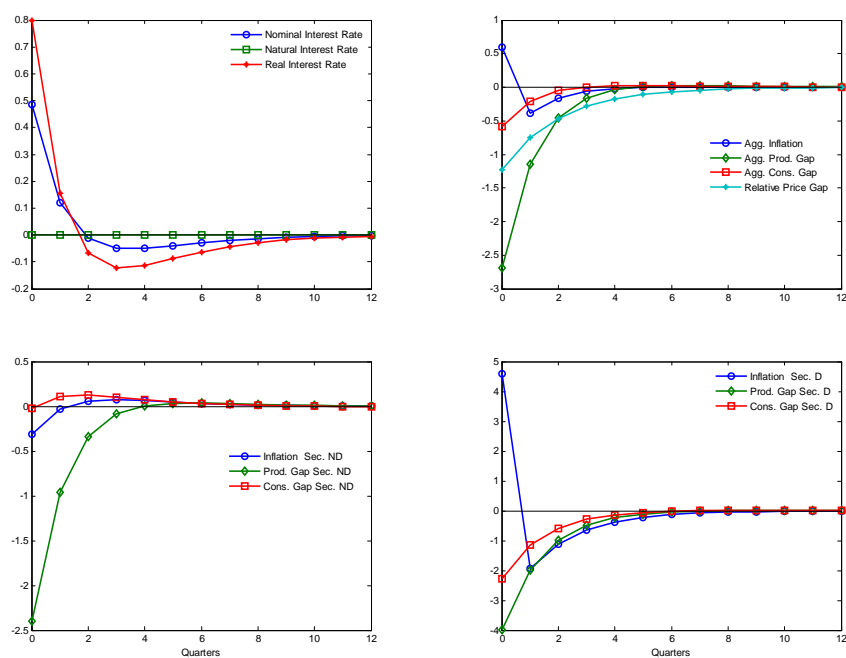 0.8
0.7
0.6
0.5
0.4
0.3
0.2
0.1
0
-0.1
-0.2
0 2 4 6 8 10 12
Nominal Interest Rate
Natural Interest Rate
Real Interest Rate
1
0.5
0
-0.5
-1
-1.5
-2
-2.5
-3
0 2 4 6 8 10 12
Agg. Inflation
Agg. Prod. Gap
Agg. Cons. Gap
Relative Price Gap
0.5
0
-0.5
-1
-1.5
-2
-2.5
0 2 4 6 8 10 12
Quarters
Inflation Sec. ND
Prod. Gap Sec. ND
Cons. Gap Sec. ND
5
4
3
2
1
0
-1
-2
-3
-4
0 2 4 6 8 10 12
Quarters
Inflation Sec. D
Prod. Gap Sec. D
Cons. Gap Sec. D